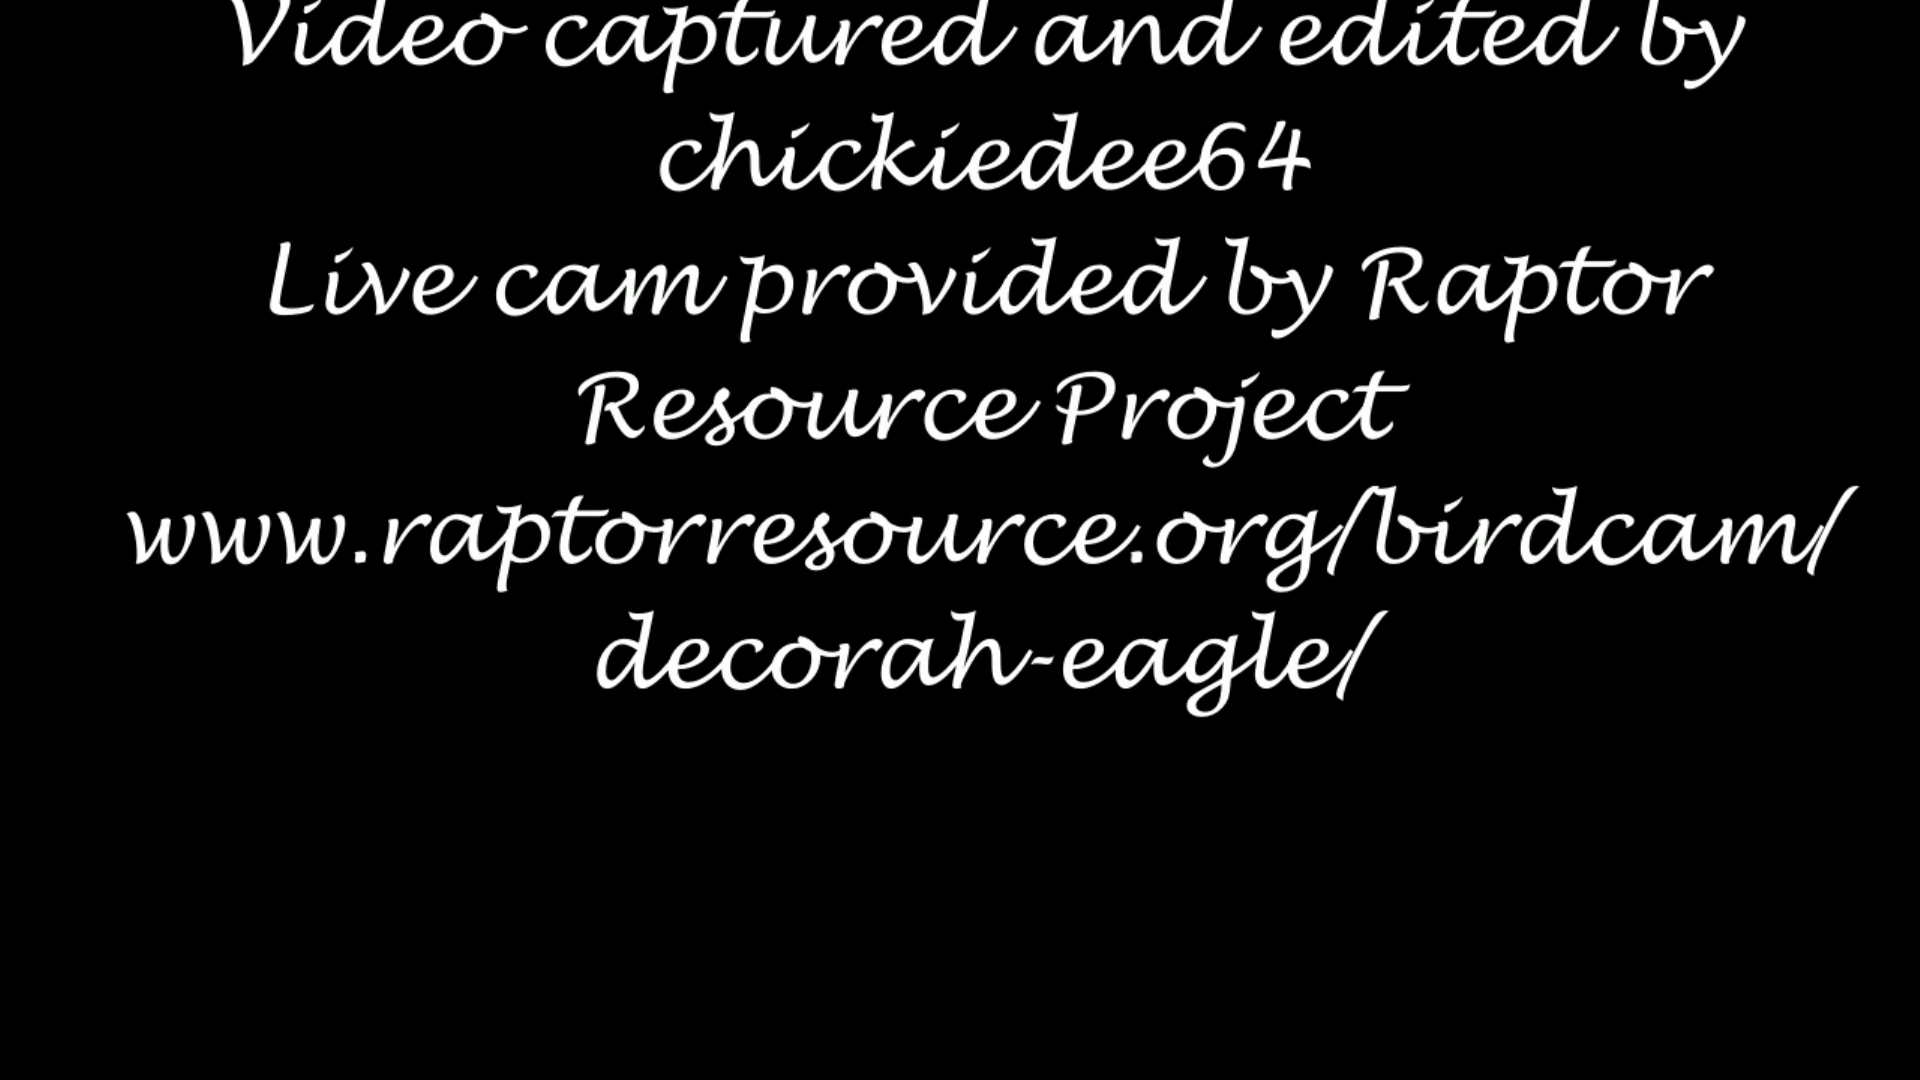 Video captured and edited by
chickiedee64
Live cam provided by Raptor
Resource Project
www.raptorresource.org/birdcam/
decorah-eagle/